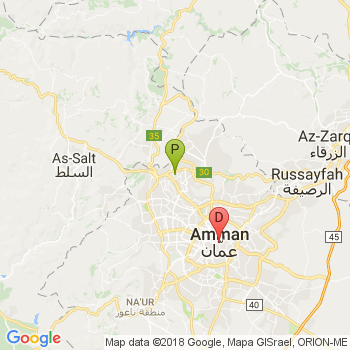 35
P
Az-Zarq
الزرقاء
As-Salt
السلط
30
Russayfah
الرصيفة
D
Amman
عمان
45
NA'UR
منطقة ناعور
40
Map data ©2018 Google, Mapa GISrael, ORION-ME